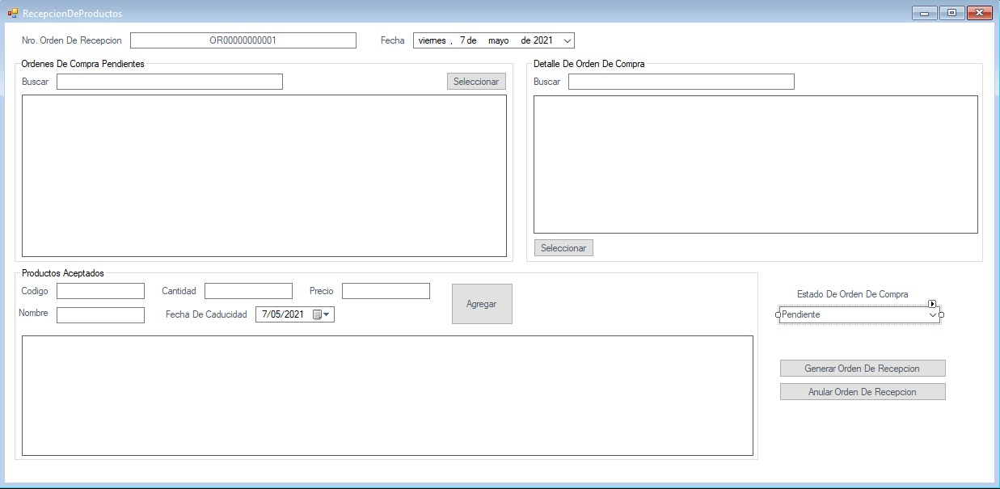 RecepcionDeProductos
Nro. Orden De Recepcion OR00000000001 Fecha viernes , 7 de mayo de 2021
Ordenes De Compra Pendientes
Buscar Seleccionar
Detalle De Orden De Compra
Buscar
Seleccionar
Productos Aceptados
Codigo Cantidad Precio Agregar
Nombre Fecha De Caducidad 7/05/2021
Estado De Orden De Compra
Pendiente
Generar Orden De Recepcion
Anular Orden De Recepcion